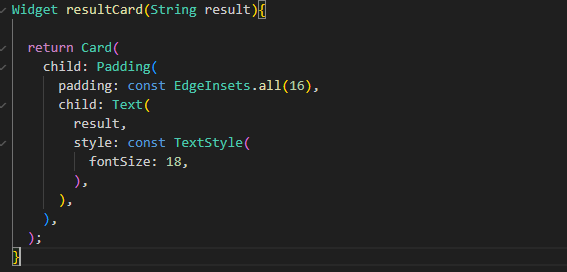 Widget resultCard(String result){
return Card(
child: Padding(
padding: const EdgeInsets.all(16),
child: Text(
result,
style: const TextStyle(
fontSize: 18,
),
),
),
);
}